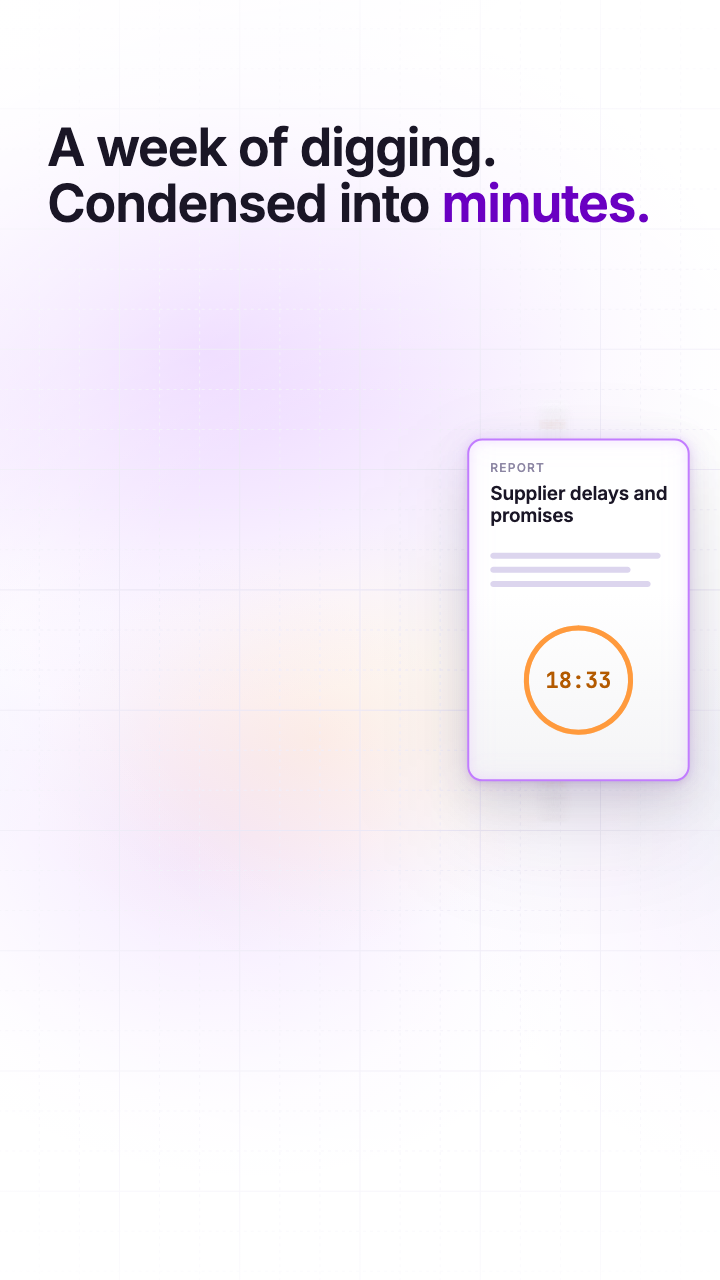 A week of digging.
Condensed into minutes.
REPORT
Supplier delays and
promises
18:33